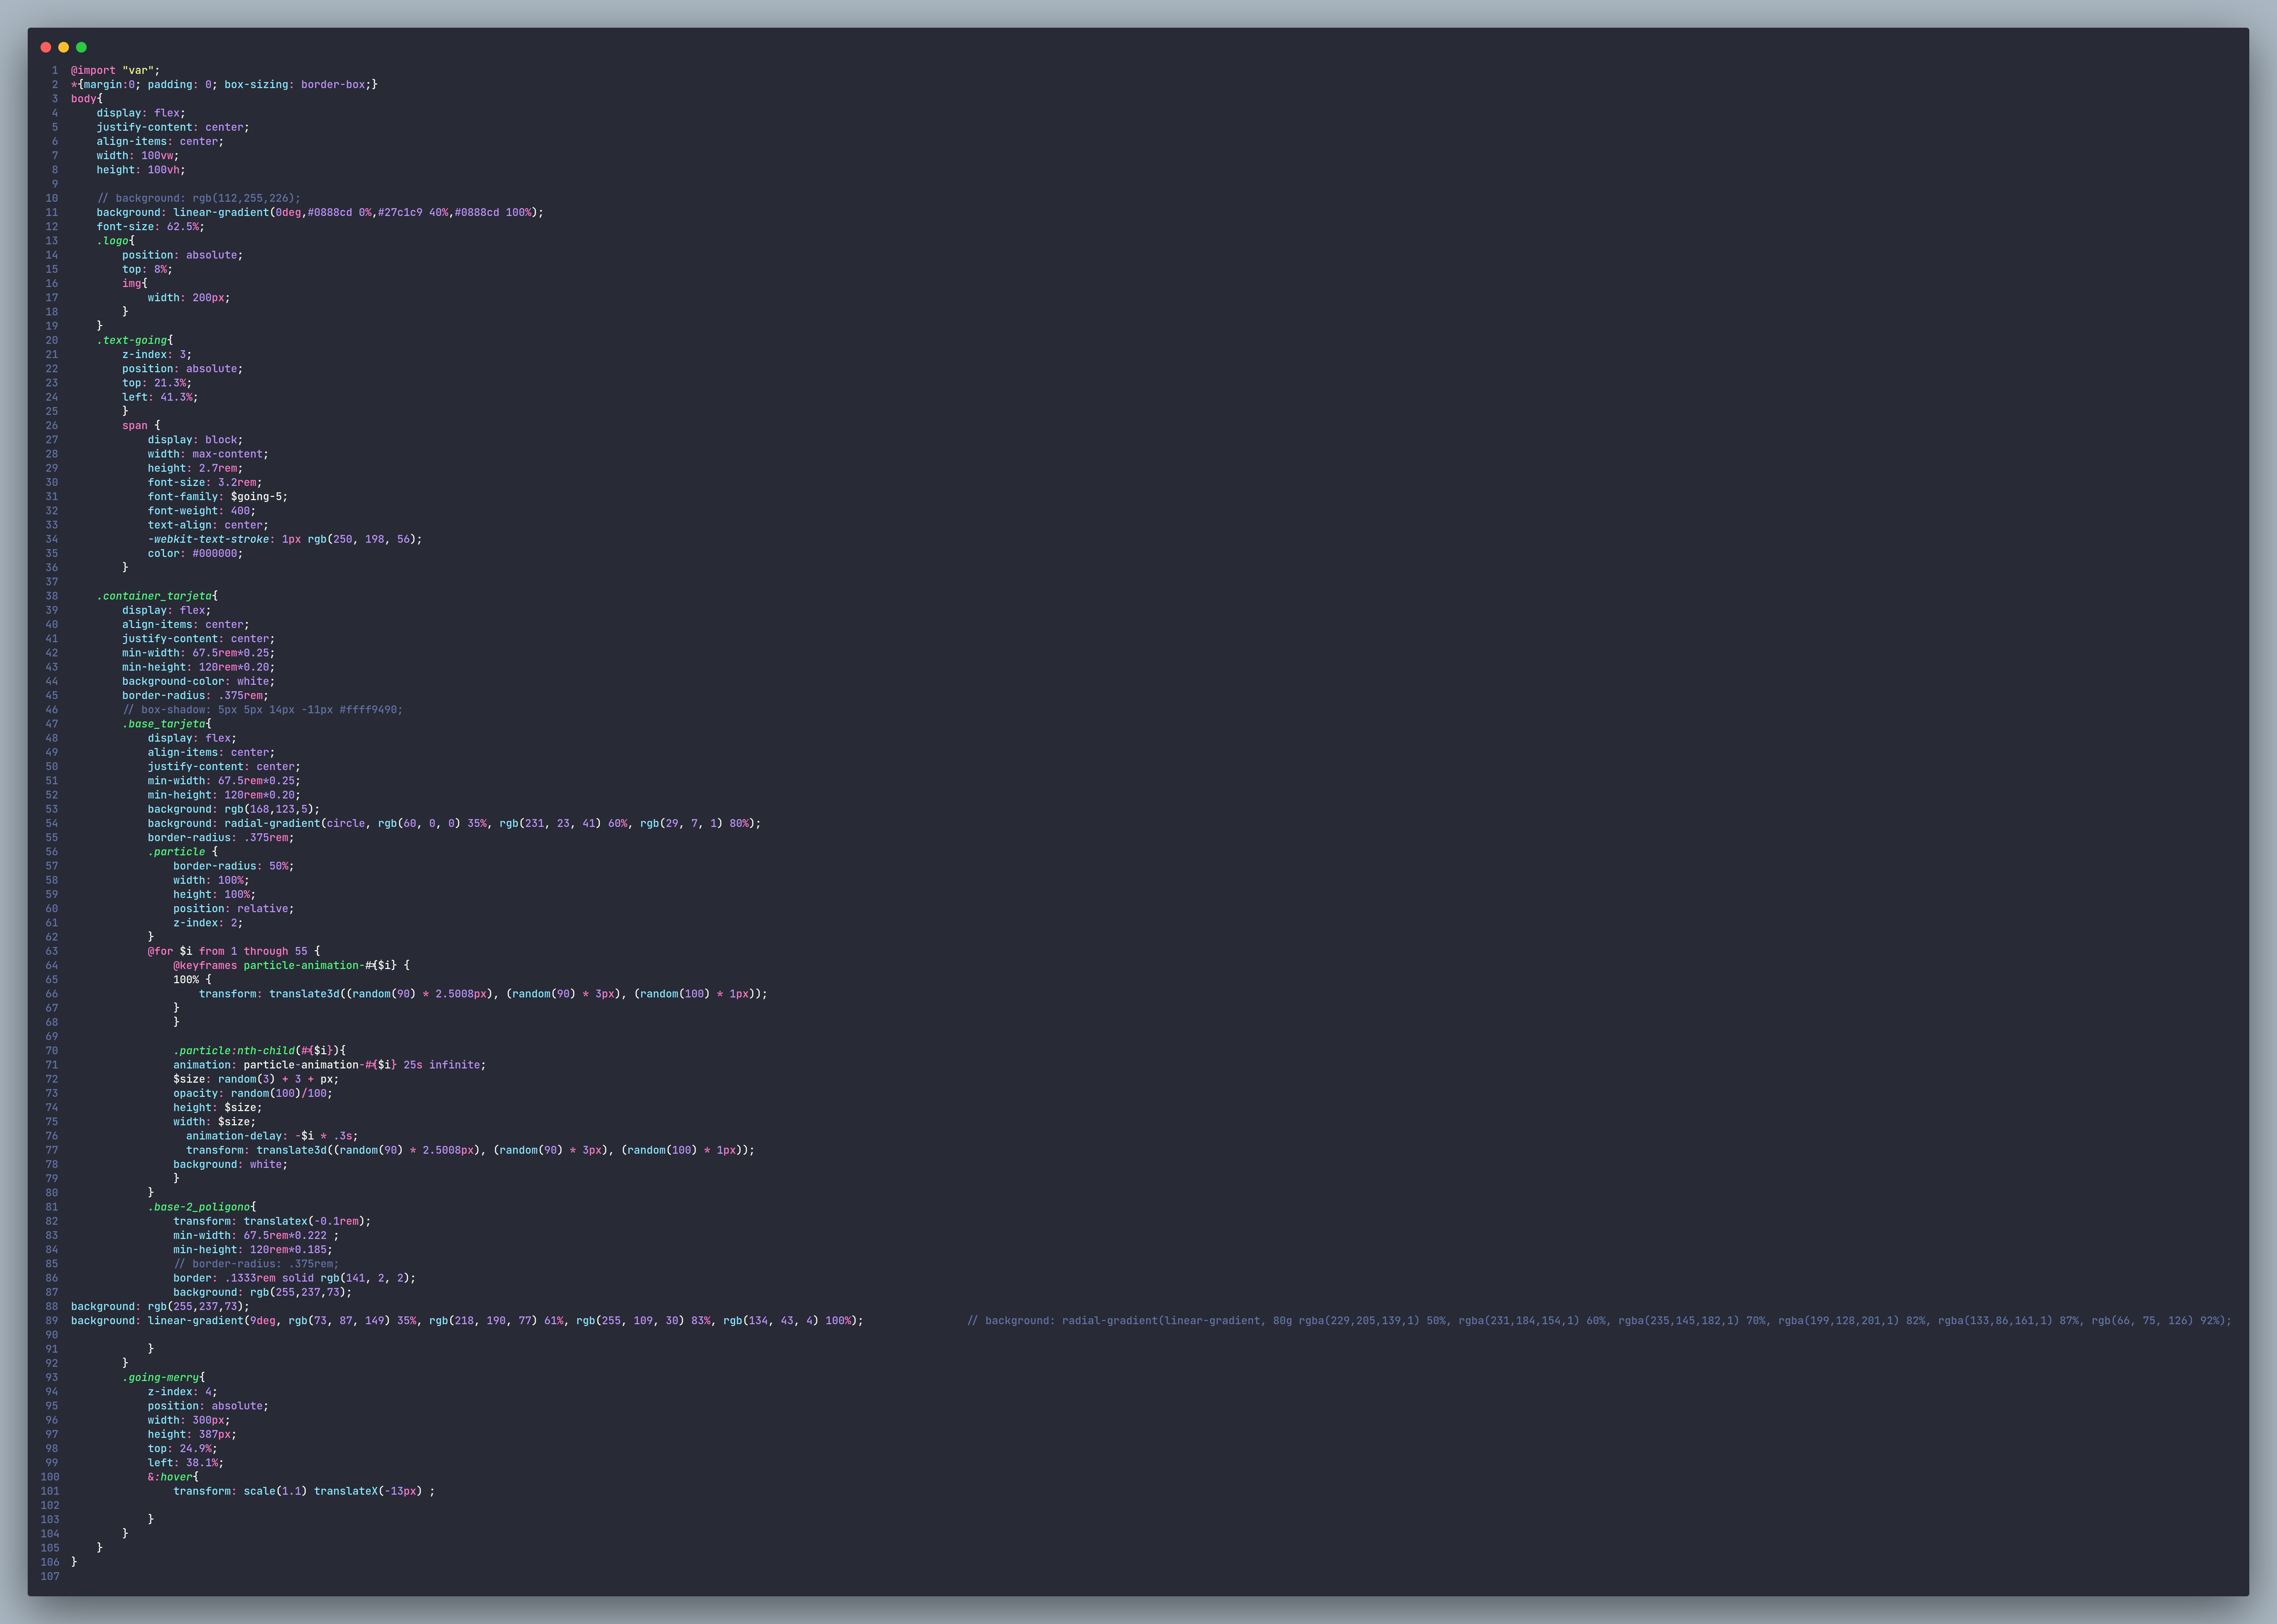 1 @import "var";
2 *{margin:0; padding: 0; box-sizing: border-box;}
3 body{
4     display: flex;
5     justify-content: center;
6     align-items: center;
7     width: 100vw;
8     height: 100vh;
9
10     // background: rgb(112,255,226);
11     background: linear-gradient(0deg,#0888cd 0%,#27c1c9 40%,#0888cd 100%);
12     font-size: 62.5%;
13     .logo{
14         position: absolute;
15         top: 8%;
16         img{
17             width: 200px;
18         }
19     }
20     .text-going{
21         z-index: 3;
22         position: absolute;
23         top: 21.3%;
24         left: 41.3%;
25         }
26         span {
27             display: block;
28             width: max-content;
29             height: 2.7rem;
30             font-size: 3.2rem;
31             font-family: $going-5;
32             font-weight: 400;
33             text-align: center;
34             -webkit-text-stroke: 1px rgb(250, 198, 56);
35             color: #000000;
36         }
37
38     .container_tarjeta{
39         display: flex;
40         align-items: center;
41         justify-content: center;
42         min-width: 67.5rem*0.25;
43         min-height: 120rem*0.20;
44         background-color: white;
45         border-radius: .375rem;
46         // box-shadow: 5px 5px 14px -11px #ffff9490;
47         .base_tarjeta{
48             display: flex;
49             align-items: center;
50             justify-content: center;
51             min-width: 67.5rem*0.25;
52             min-height: 120rem*0.20;
53             background: rgb(168,123,5);
54             background: radial-gradient(circle, rgb(60, 0, 0) 35%, rgb(231, 23, 41) 60%, rgb(29, 7, 1) 80%);
55             border-radius: .375rem;
56             .particle {
57                 border-radius: 50%;
58                 width: 100%;
59                 height: 100%;
60                 position: relative;
61                 z-index: 2;
62             }
63             @for $i from 1 through 55 {
64                 @keyframes particle-animation-#{$i} {
65                 100% {
66                     transform: translate3d((random(90) * 2.5008px), (random(90) * 3px), (random(100) * 1px));
67                 }
68                 }
69
70                 .particle:nth-child(#{$i}){
71                 animation: particle-animation-#{$i} 25s infinite;
72                 $size: random(3) + 3 + px;
73                 opacity: random(100)/100;
74                 height: $size;
75                 width: $size;
76                   animation-delay: -$i * .3s;
77                   transform: translate3d((random(90) * 2.5008px), (random(90) * 3px), (random(100) * 1px));
78                 background: white;
79                 }
80             }
81             .base-2_poligono{
82                 transform: translatex(-0.1rem);
83                 min-width: 67.5rem*0.222 ;
84                 min-height: 120rem*0.185;
85                 // border-radius: .375rem;
86                 border: .1333rem solid rgb(141, 2, 2);
87                 background: rgb(255,237,73);
88 background: rgb(255,237,73);
89 background: linear-gradient(9deg, rgb(73, 87, 149) 35%, rgb(218, 190, 77) 61%, rgb(255, 109, 30) 83%, rgb(134, 43, 4) 100%);                // background: radial-gradient(linear-gradient, 80g rgba(229,205,139,1) 50%, rgba(231,184,154,1) 60%, rgba(235,145,182,1) 70%, rgba(199,128,201,1) 82%, rgba(133,86,161,1) 87%, rgb(66, 75, 126) 92%);
90
91             }
92         }
93         .going-merry{
94             z-index: 4;
95             position: absolute;
96             width: 300px;
97             height: 387px;
98             top: 24.9%;
99             left: 38.1%;
100             &:hover{
101                 transform: scale(1.1) translateX(-13px) ;
102
103             }
104         }
105     }
106 }
107